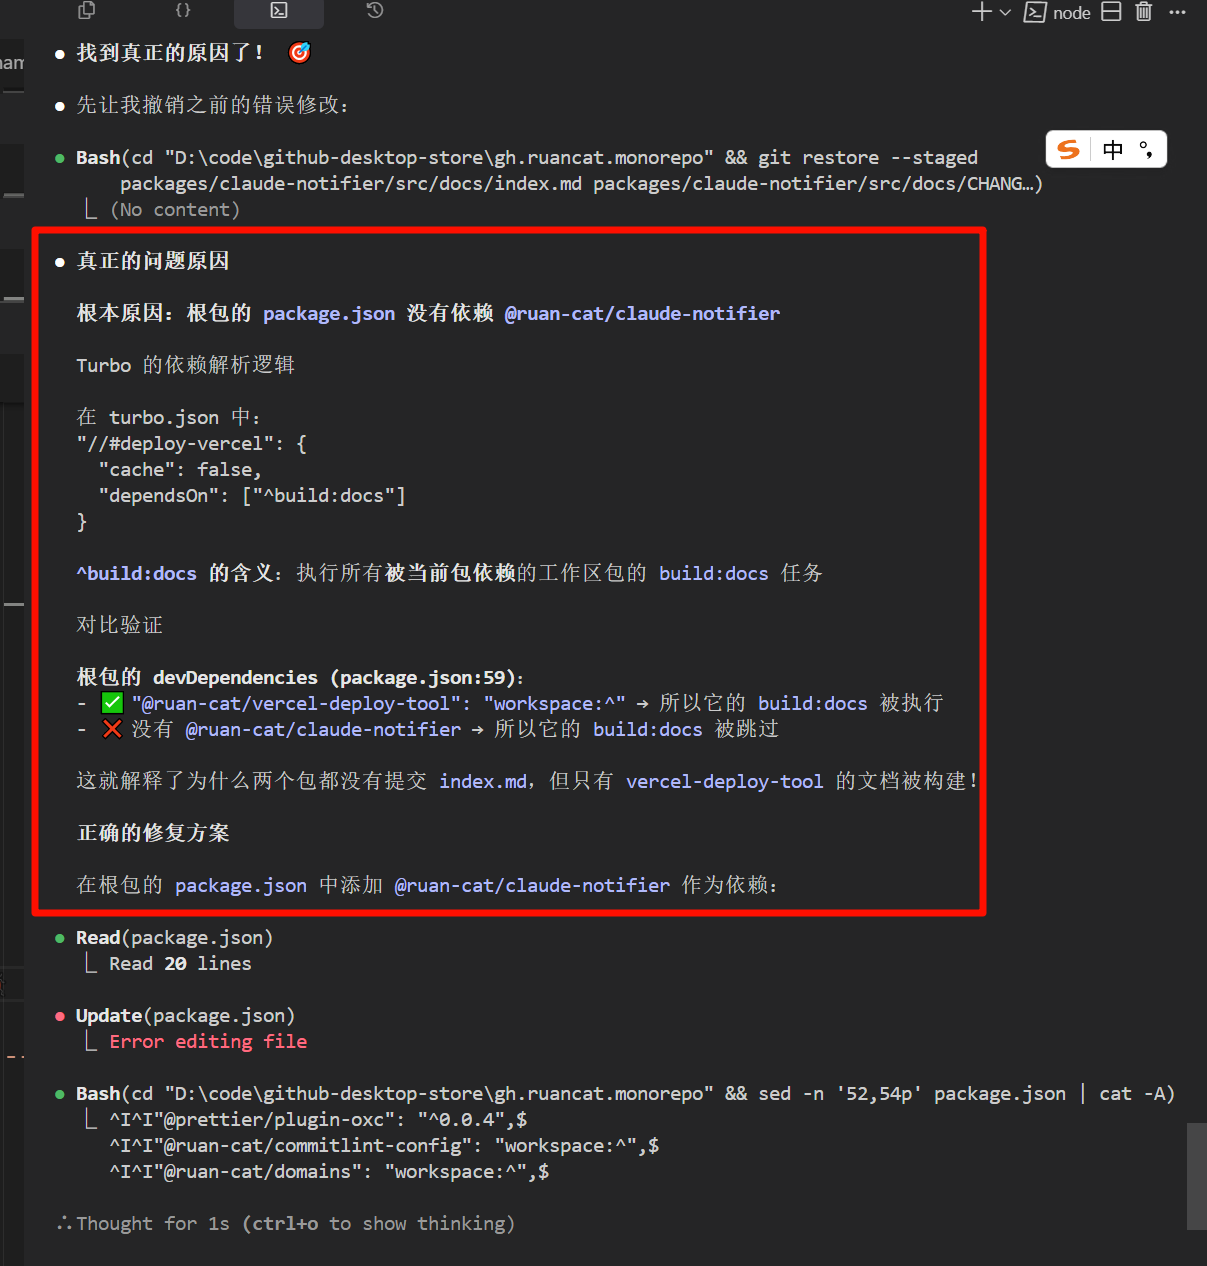 {}
node
nam
● 找到真正的原因了! 🎯
● 先让我撤销之前的错误修改:
● Bash(cd "D:\code\github-desktop-store\gh.ruancat.monorepo" && git restore --staged
packages/claude-notifier/src/docs/index.md packages/claude-notifier/src/docs/CHANG…)
⎿ (No content)
中 °,
● 真正的问题原因
根本原因: 根包的 package.json 没有依赖 @ruan-cat/claude-notifier
Turbo 的依赖解析逻辑
在 turbo.json 中:
"//#deploy-vercel": {
"cache": false,
"dependsOn": ["^build:docs"]
}
^build:docs 的含义: 执行所有被当前包依赖的工作区包的 build:docs 任务
对比验证
根包的 devDependencies (package.json:59):
- ✅ "@ruan-cat/vercel-deploy-tool": "workspace:^" → 所以它的 build:docs 被执行
- ❌ 没有 @ruan-cat/claude-notifier → 所以它的 build:docs 被跳过
这就解释了为什么两个包都没有提交 index.md, 但只有 vercel-deploy-tool 的文档被构建!
正确的修复方案
在根包的 package.json 中添加 @ruan-cat/claude-notifier 作为依赖:
● Read(package.json)
⎿ Read 20 lines
● Update(package.json)
⎿ Error editing file
● Bash(cd "D:\code\github-desktop-store\gh.ruancat.monorepo" && sed -n '52,54p' package.json | cat -A)
⎿ ^I^I"@prettier/plugin-oxc": "^0.0.4",$
^I^I"@ruan-cat/commitlint-config": "workspace:^",$
^I^I"@ruan-cat/domains": "workspace:^",$
∴ Thought for 1s (ctrl+o to show thinking)